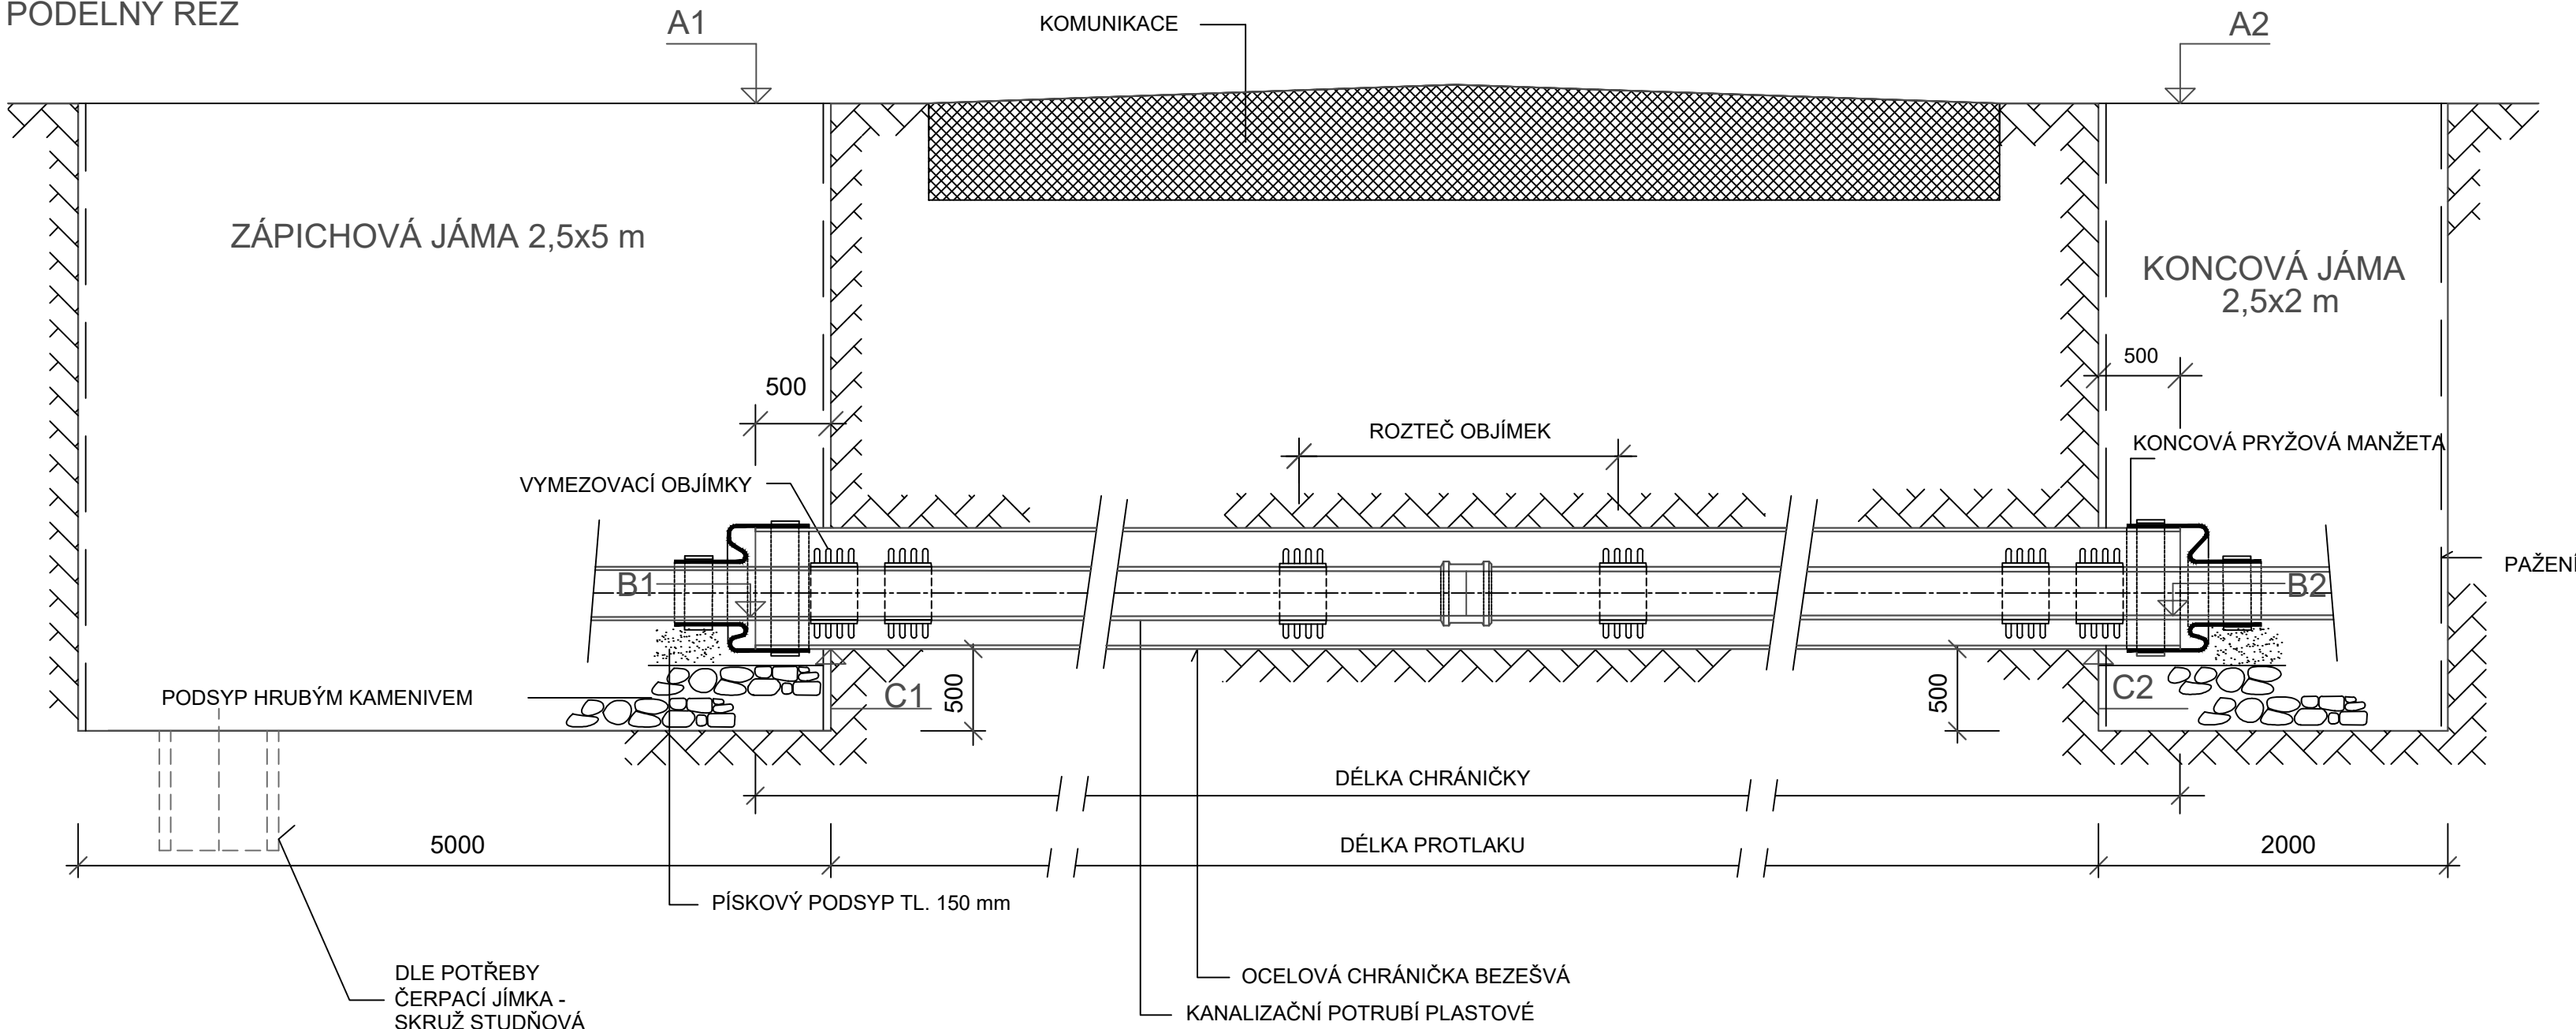 PODÉLNÝ ŘEZ
A1
KOMUNIKACE
A2
ZÁPICHOVÁ JÁMA 2,5x5 m
KONCOVÁ JÁMA
2,5x2 m
500
500
ROZTEČ OBJÍMEK
KONCOVÁ PRYŽOVÁ MANŽETA
VYMEZOVACÍ OBJÍMKY
PAŽENÍ
B1
B2
PODSYP HRUBÝM KAMENIVEM
C1
500
500
C2
DÉLKA CHRÁNIČKY
5000
DÉLKA PROTLAKU
2000
PÍSKOVÝ PODSYP TL. 150 mm
DLE POTŘEBY
ČERPACÍ JÍMKA -
SKRUŽ STUDŇOVÁ
OCELOVÁ CHRÁNIČKA BEZEŠVÁ
KANALIZAČNÍ POTRUBÍ PLASTOVÉ